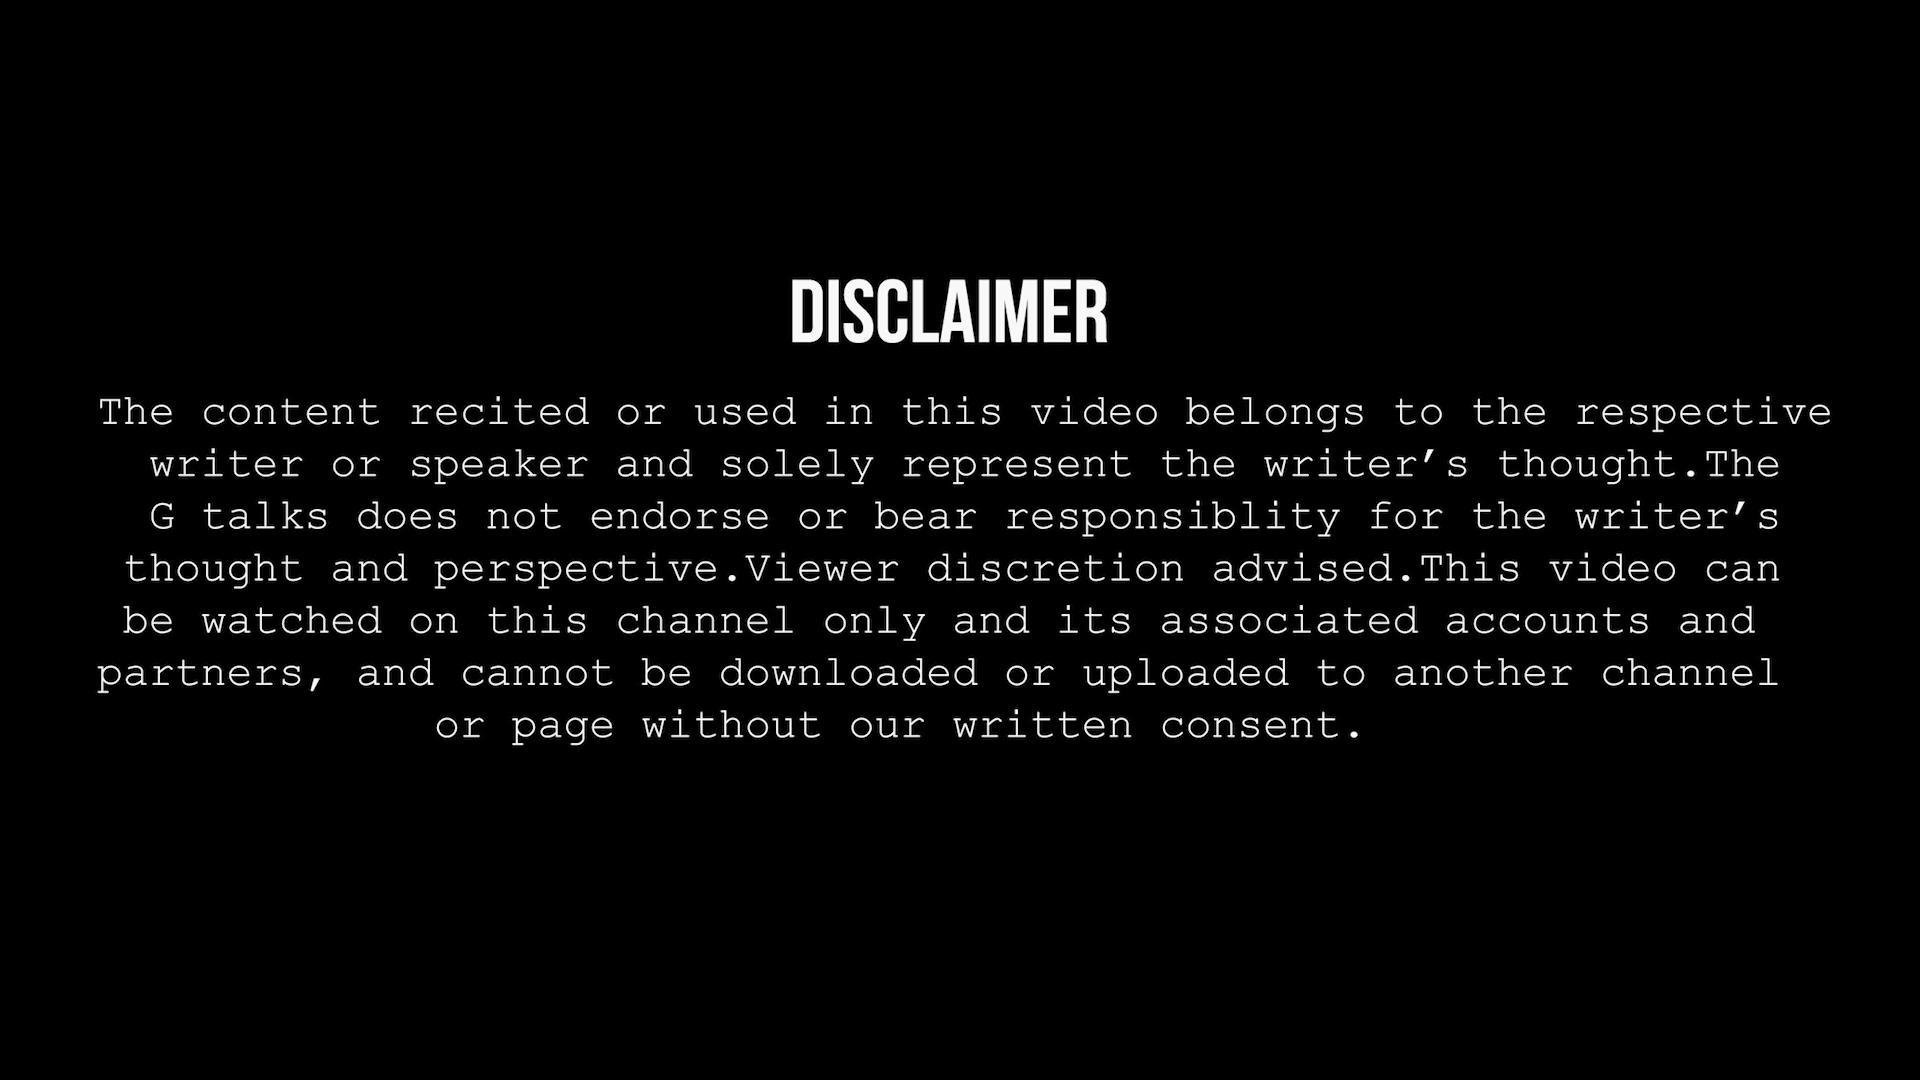 DISCLAIMER
The content recited or used in this video belongs to the respective
writer or speaker and solely represent the writer’s thought.The
G talks does not endorse or bear responsiblity for the writer’s
thought and perspective.Viewer discretion advised.This video can
be watched on this channel only and its associated accounts and
partners, and cannot be downloaded or uploaded to another channel
or page without our written consent.